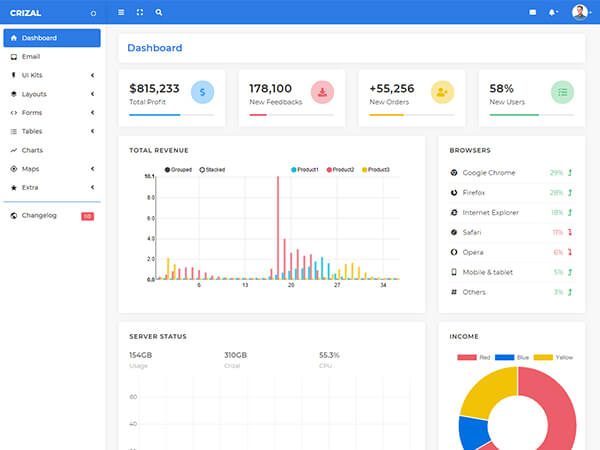 CRIZAL
Dashboard
Email
UI Kits
Layouts
Forms
Tables
Charts
Maps
Extra
Changelog
Dashboard
$815,233
Total Profit
178,100
New Feedbacks
+55,256
New Orders
58%
New Users
TOTAL REVENUE
Grouped Stacked Product1 Product2 Product3
10.1
8.0
6.0
4.0
2.0
0.0
6 13 20 27 34
BROWSERS
Google Chrome 29%
Firefox 28%
Internet Explorer 18%
Safari 11%
Opera 6%
Mobile & tablet 5%
# Others 3%
SERVER STATUS
154GB 310GB 55.3%
Usage Crizal CPU
60
40
20
INCOME
Red Blue Yellow